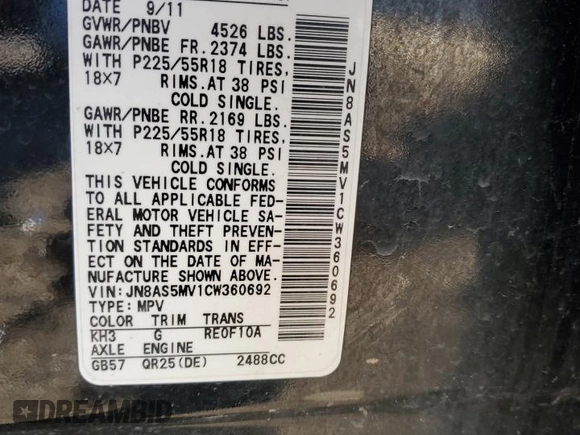 DATE 9/11
GVWR/PNBV 4526 LBS.
GAWR/PNBE FR. 2374 LBS.
WITH P225/55R18 TIRES,
18X7 RIMS. AT 38 PSI
COLD SINGLE.
GAWR/PNBE RR. 2169 LBS.
WITH P225/55R18 TIRES,
18X7 RIMS. AT 38 PSI
COLD SINGLE.
THIS VEHICLE CONFORMS
TO ALL APPLICABLE FED-
ERAL MOTOR VEHICLE SA-
FETY AND THEFT PREVEN-
TION STANDARDS IN EFF-
ECT ON THE DATE OF MA-
NUFACTURE SHOWN ABOVE.
VIN: JN8AS5MV1CW360692
TYPE: MPV
COLOR TRIM TRANS
KH3 G RE0F10A
AXLE ENGINE
GB57 QR25(DE) 2488CC
JN8AS5MV1CW360692
DREAMBID